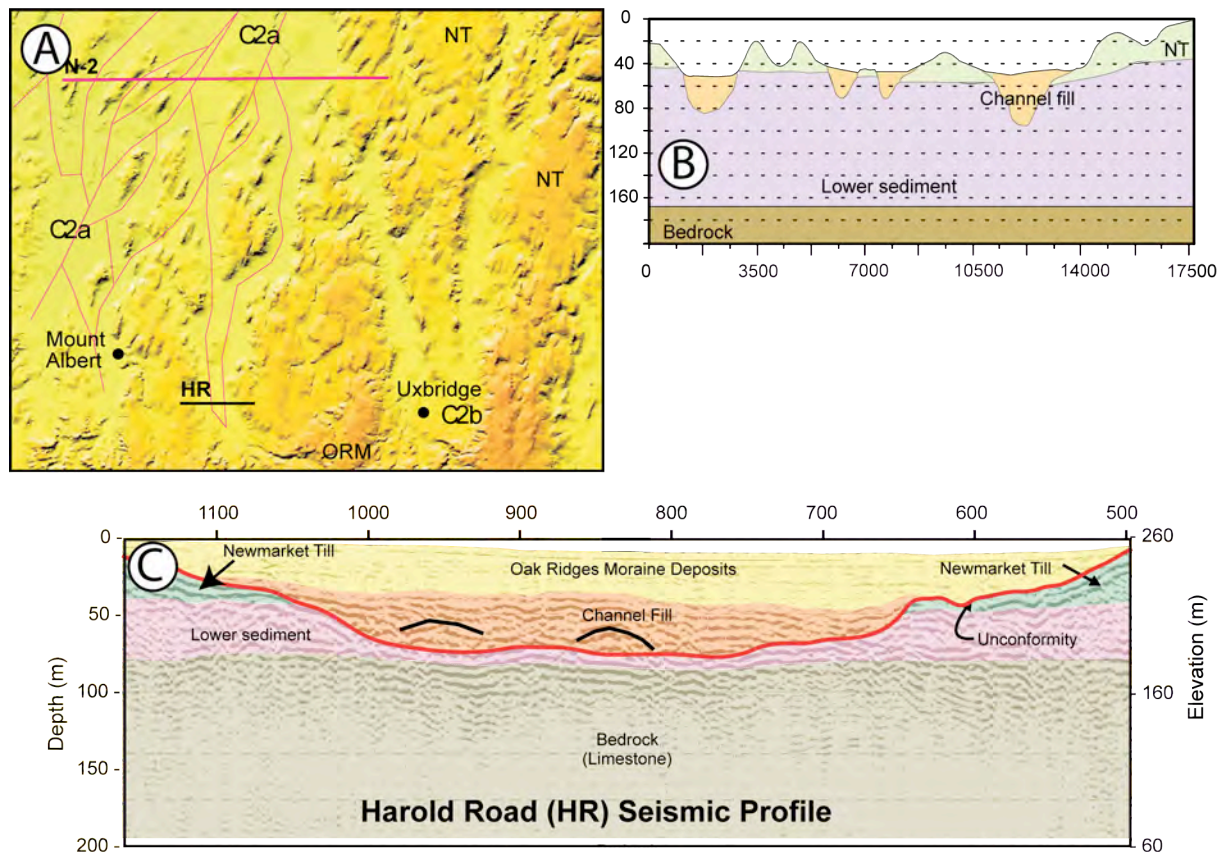 A
C2a
NT
N-2
NT
C2a
Mount
Albert
HR
Uxbridge
C2b
ORM
0
40
80
120
160
NT
Channel fill
B
Lower sediment
Bedrock
0 3500 7000 10500 14000 17500
1100 1000 900 800 700 600 500
0
50
100
150
200
Depth (m)
C
Newmarket Till
Oak Ridges Moraine Deposits
Newmarket Till
Channel Fill
Lower sediment
Unconformity
Bedrock
(Limestone)
Harold Road (HR) Seismic Profile
260
160
60
Elevation (m)